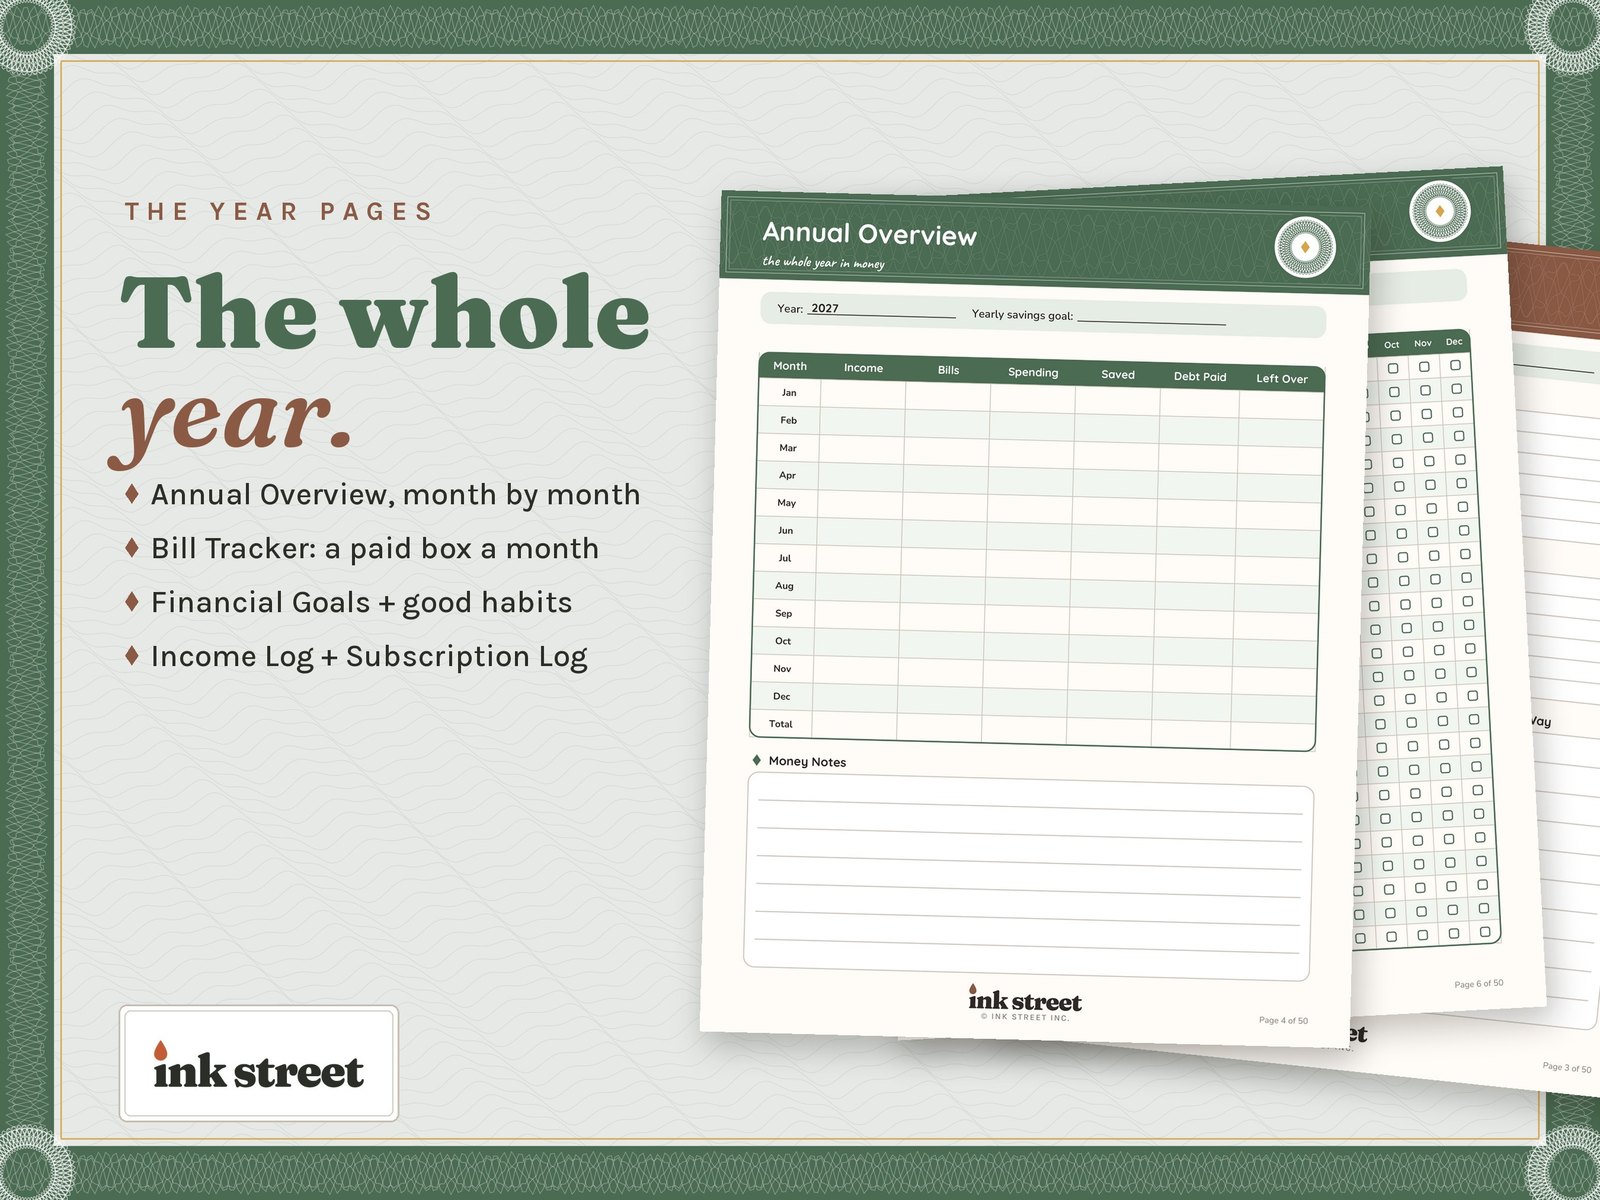 THE YEAR PAGES
The whole
year.
Annual Overview, month by month
Bill Tracker: a paid box a month
Financial Goals + good habits
Income Log + Subscription Log
ink street
Annual Overview
the whole year in money
Year: 2027 Yearly savings goal:
Month Income Bills Spending Saved Debt Paid Left Over
Jan
Feb
Mar
Apr
May
Jun
Jul
Aug
Sep
Oct
Nov
Dec
Total
Money Notes
ink street
© INK STREET INC.
Page 4 of 50
Oct Nov Dec
Page 6 of 50
Page 3 of 50